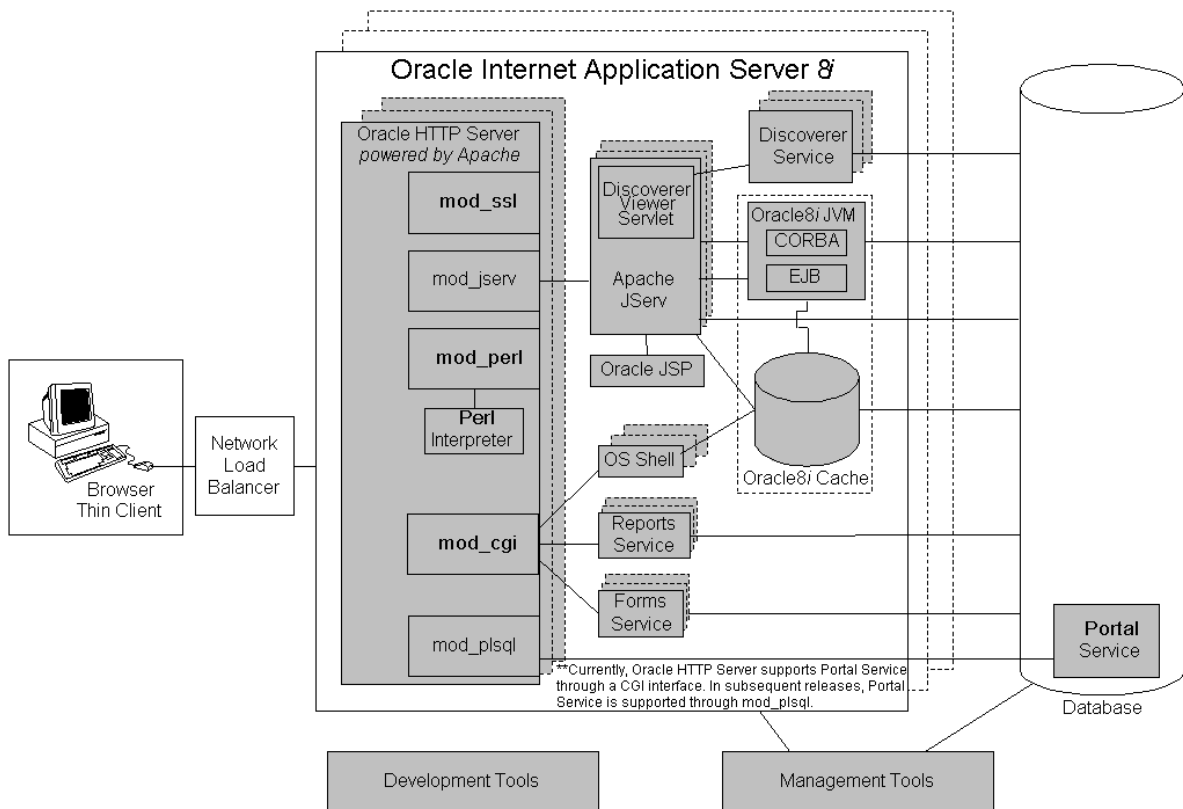 Oracle Internet Application Server 8i
Oracle HTTP Server
powered by Apache
mod_ssl
mod_jserv
mod_perl
Perl
Interpreter
mod_cgi
mod_plsql
Discoverer
Viewer
Servlet
Apache
JServ
Oracle JSP
OS Shell
Reports
Service
Forms
Service
Discoverer
Service
Oracle8i JVM
CORBA
EJB
Oracle8i Cache
Browser
Thin Client
Network
Load
Balancer
**Currently, Oracle HTTP Server supports Portal Service
through a CGI interface. In subsequent releases, Portal
Service is supported through mod_plsql.
Portal
Service
Database
Development Tools
Management Tools